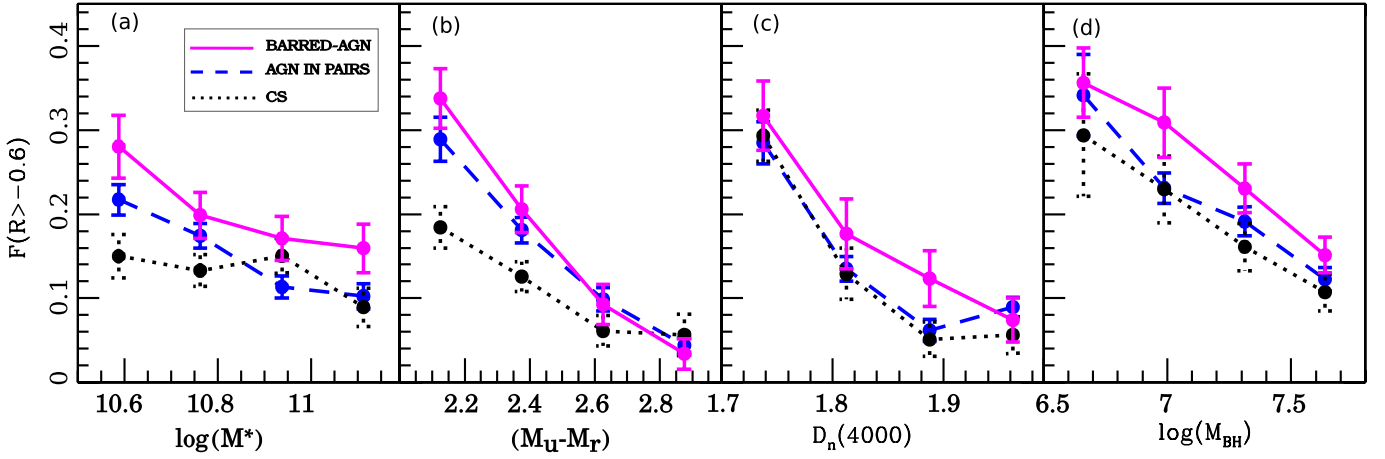 (a)
(b)
(c)
(d)
BARRED-AGN
AGN IN PAIRS
CS
F(R>−0.6)
0.4
0.3
0.2
0.1
0
10.6 10.8 11
2.2 2.4 2.6 2.8
1.7 1.8 1.9
6.5 7 7.5
log(M*)
(Mu-Mr)
Dn(4000)
log(MBH)